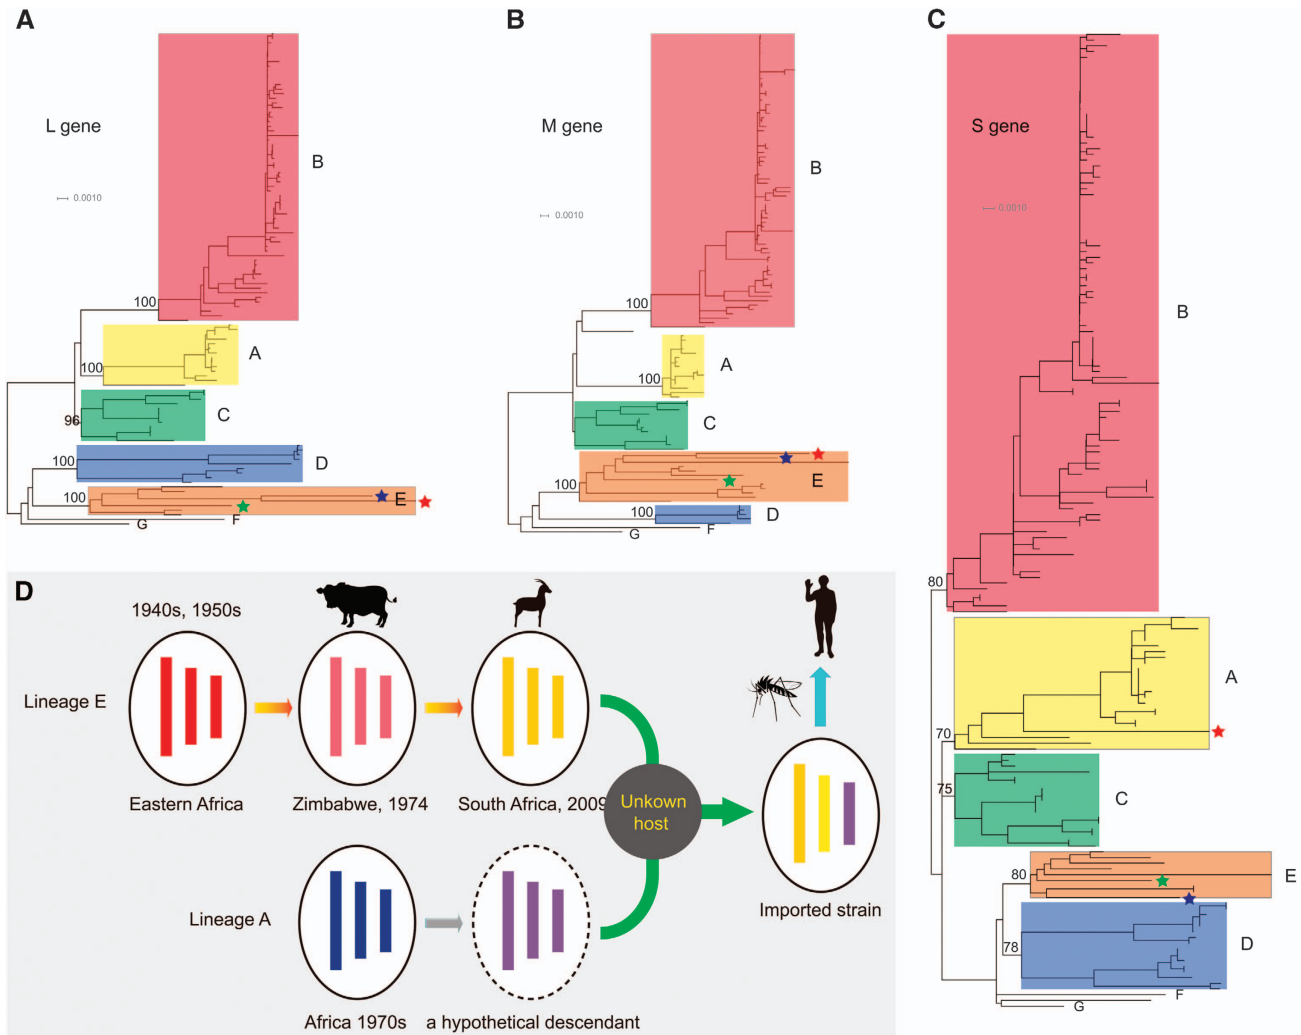 A
L gene
0.0010
B
100
A
100
C
96
D
100
E
100
F
G
B
M gene
0.0010
B
100
A
100
C
E
100
D
100
F
G
C
S gene
0.0010
B
80
A
70
C
75
E
80
D
78
F
G
D
1940s, 1950s
Lineage E
Eastern Africa
Zimbabwe, 1974
South Africa, 2009
Unkown
host
Imported strain
Lineage A
Africa 1970s
a hypothetical descendant